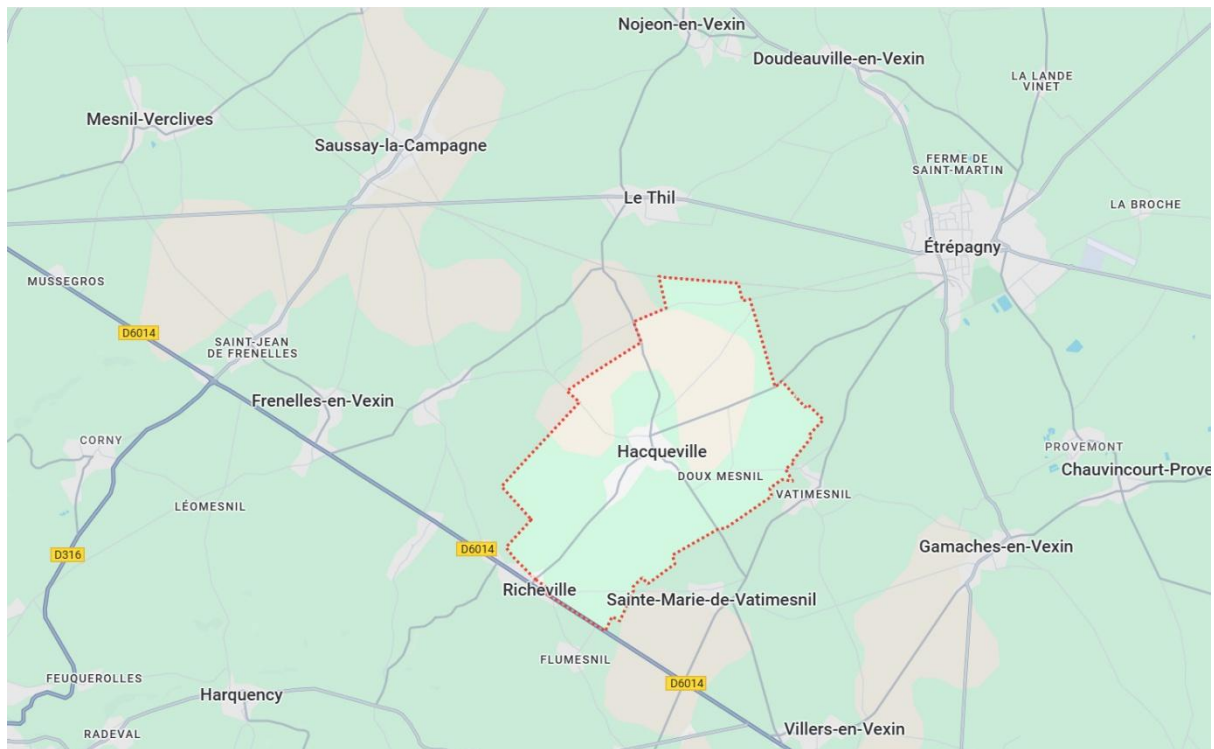 Nojeon-en-Vexin
Doudeauville-en-Vexin
LA LANDE
VINET
Mesnil-Verclives
Saussay-la-Campagne
FERME DE
SAINT-MARTIN
Le Thil
LA BROCHE
Étrépagny
MUSSEGROS
D6014
SAINT-JEAN
DE FRENELLES
Frenelles-en-Vexin
CORNY
Hacqueville
PROVEMONT
Chauvincourt-Prove
DOUX MESNIL
VATIMESNIL
LÉOMESNIL
D316
D6014
Gamaches-en-Vexin
Richeville
Sainte-Marie-de-Vatimesnil
FLUMESNIL
FEUQUEROLLES
Harquency
D6014
RADEVAL
Villers-en-Vexin